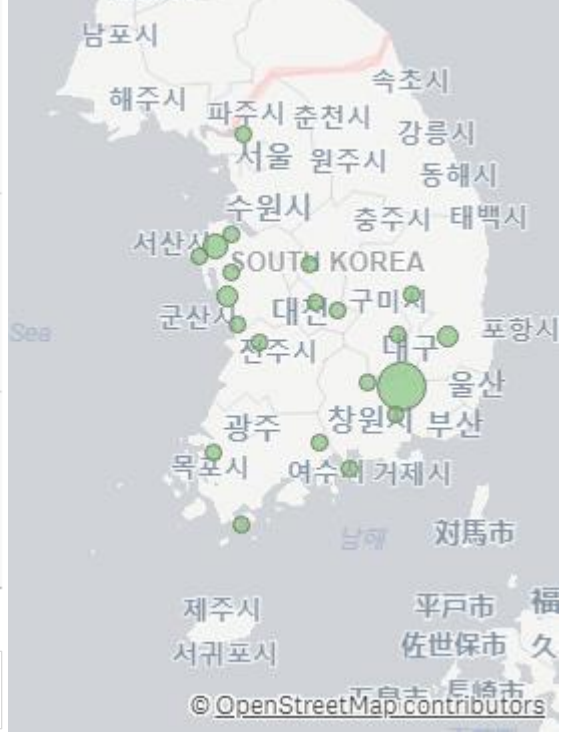 남포시
속초시
해주시
파주시
춘천시
강릉시
서울
원주시
동해시
수원시
충주시
태백시
서산시
SOUTH KOREA
구미시
대전
군산시
Sea
포항시
전주시
대구
울산
창원시
부산
광주
목포시
여수시
거제시
남해
対馬市
제주시
平戸市
福
佐世保市
久
서귀포시
長崎市
© OpenStreetMap contributors